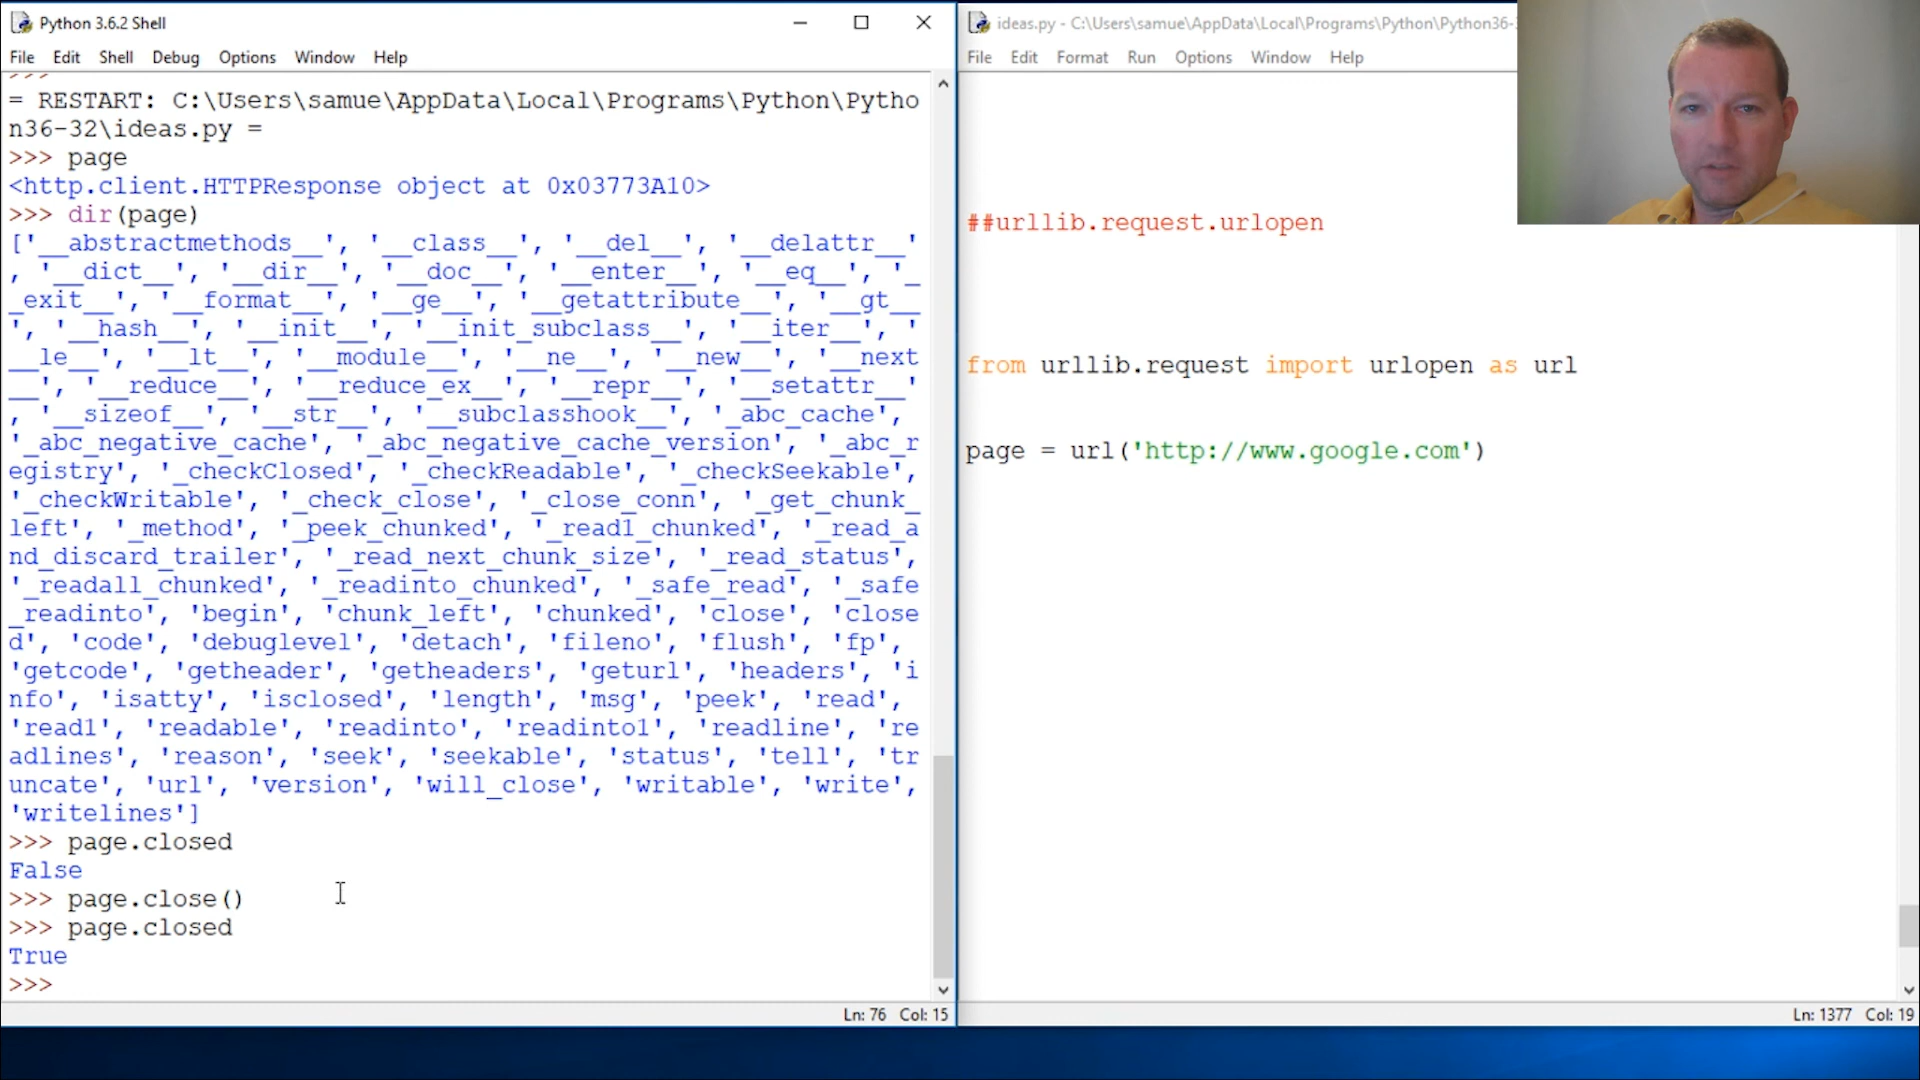 Python 3.6.2 Shell
File Edit Shell Debug Options Window Help
>>>
= RESTART: C:\Users\samue\AppData\Local\Programs\Python\Pytho
n36-32\ideas.py =
>>> page
<http.client.HTTPResponse object at 0x03773A10>
>>> dir(page)
['__abstractmethods__', '__class__', '__del__', '__delattr__'
, '__dict__', '__dir__', '__doc__', '__enter__', '__eq__', '_
_exit__', '__format__', '__ge__', '__getattribute__', '__gt__
', '__hash__', '__init__', '__init_subclass__', '__iter__', '
__le__', '__lt__', '__module__', '__ne__', '__new__', '__next
__', '__reduce__', '__reduce_ex__', '__repr__', '__setattr__'
, '__sizeof__', '__str__', '__subclasshook__', '_abc_cache',
'_abc_negative_cache', '_abc_negative_cache_version', '_abc_r
egistry', '_checkClosed', '_checkReadable', '_checkSeekable',
'_checkWritable', '_check_close', '_close_conn', '_get_chunk_
left', '_method', '_peek_chunked', '_read1_chunked', '_read_a
nd_discard_trailer', '_read_next_chunk_size', '_read_status',
'_readall_chunked', '_readinto_chunked', '_safe_read', '_safe
_readinto', 'begin', 'chunk_left', 'chunked', 'close', 'close
d', 'code', 'debuglevel', 'detach', 'fileno', 'flush', 'fp',
'getcode', 'getheader', 'getheaders', 'geturl', 'headers', 'i
nfo', 'isatty', 'isclosed', 'length', 'msg', 'peek', 'read',
'read1', 'readable', 'readinto', 'readinto1', 'readline', 're
adlines', 'reason', 'seek', 'seekable', 'status', 'tell', 'tr
uncate', 'url', 'version', 'will_close', 'writable', 'write',
'writelines']
>>> page.closed
False
>>> page.close()
>>> page.closed
True
>>>
Ln: 76 Col: 15
ideas.py - C:\Users\samue\AppData\Local\Programs\Python\Python36-
File Edit Format Run Options Window Help
##urllib.request.urlopen
from urllib.request import urlopen as url
page = url('http://www.google.com')
Ln: 1377 Col: 19